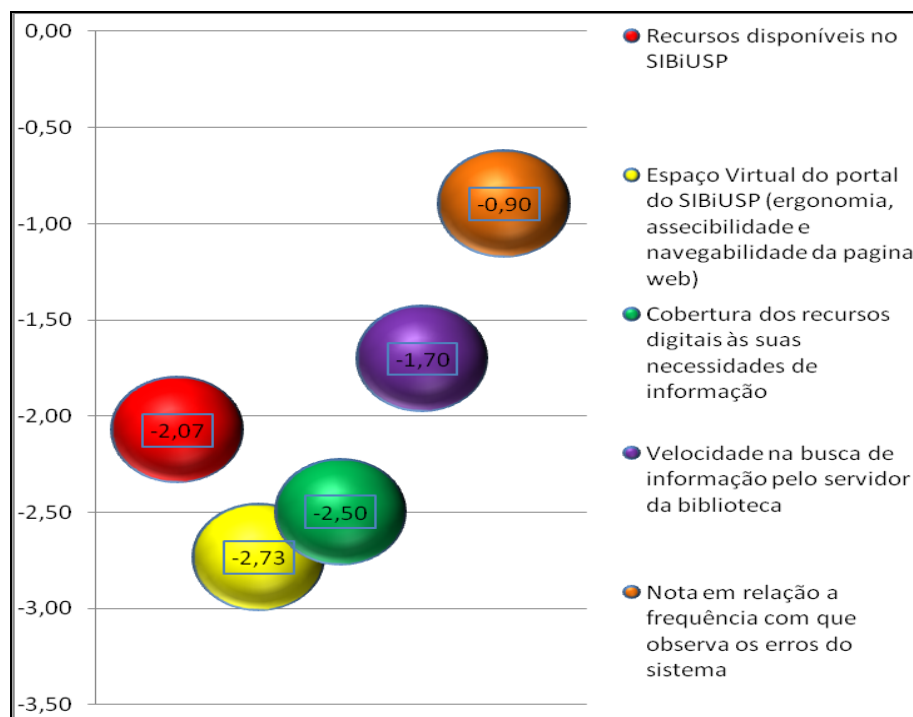 0,00
-0,50
-1,00
-1,50
-2,00
-2,50
-3,00
-3,50
-0,90
-1,70
-2,07
-2,50
-2,73
Recursos disponíveis no
SIBiUSP
Espaço Virtual do portal
do SIBiUSP (ergonomia,
assecibilidade e
navegabilidade da pagina
web)
Cobertura dos recursos
digitais às suas
necessidades de
informação
Velocidade na busca de
informação pelo servidor
da biblioteca
Nota em relação a
frequência com que
observa os erros do
sistema